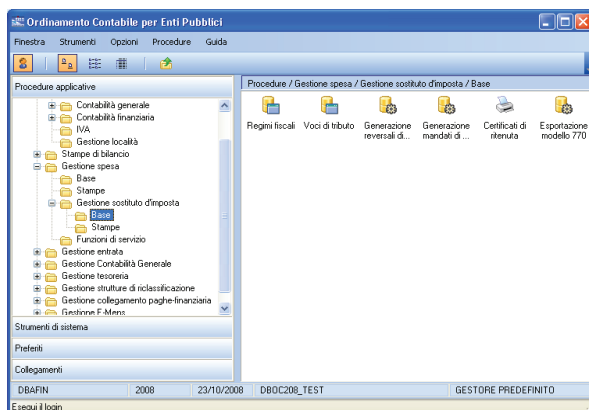 Ordinamento Contabile per Enti Pubblici
Finestra Strumenti Opzioni Procedure Guida
Procedure applicative
Contabilità generale
Contabilità finanziaria
IVA
Gestione località
Stampe di bilancio
Gestione spesa
Base
Stampe
Gestione sostituto d'imposta
Base
Stampe
Funzioni di servizio
Gestione entrata
Gestione Contabilità Generale
Gestione tesoreria
Gestione strutture di riclassificazione
Gestione collegamento paghe-finanziaria
Gestione E-Mens
Strumenti di sistema
Preferiti
Collegamenti
Procedure / Gestione spesa / Gestione sostituto d'imposta / Base
Regimi fiscali
Voci di tributo
Generazione
reversali di...
Generazione
mandati di ...
Certificati di
ritenuta
Esportazione
modello 770
DBAFIN 2008 23/10/2008 DBOC208_TEST GESTORE PREDEFINITO
Esegui il login